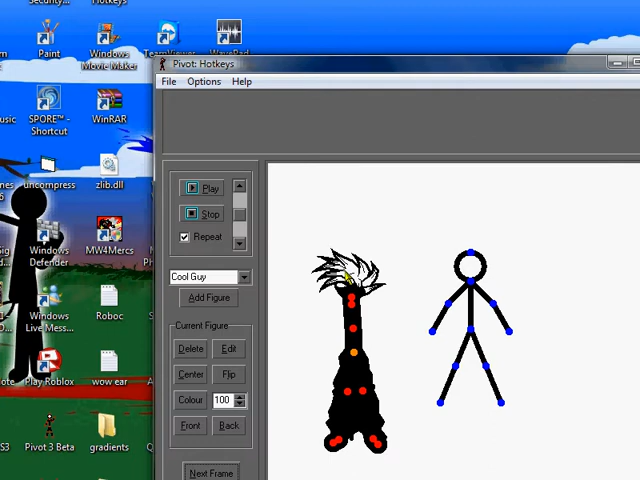 Security...
Hotkeys
Paint
Windows
Movie Maker
TeamViewer
WavePad
Pivot: Hotkeys
File Options Help
SPORE™ -
Shortcut
WinRAR
uncompress
zlib.dll
Windows
Defender
MW4Mercs
Windows
Live Mess...
Roboc
Play Roblox
wow ear
Pivot 3 Beta
gradients
Play
Stop
Repeat
Cool Guy
Add Figure
Current Figure
Delete Edit
Center Flip
Colour 100
Front Back
Next Frame